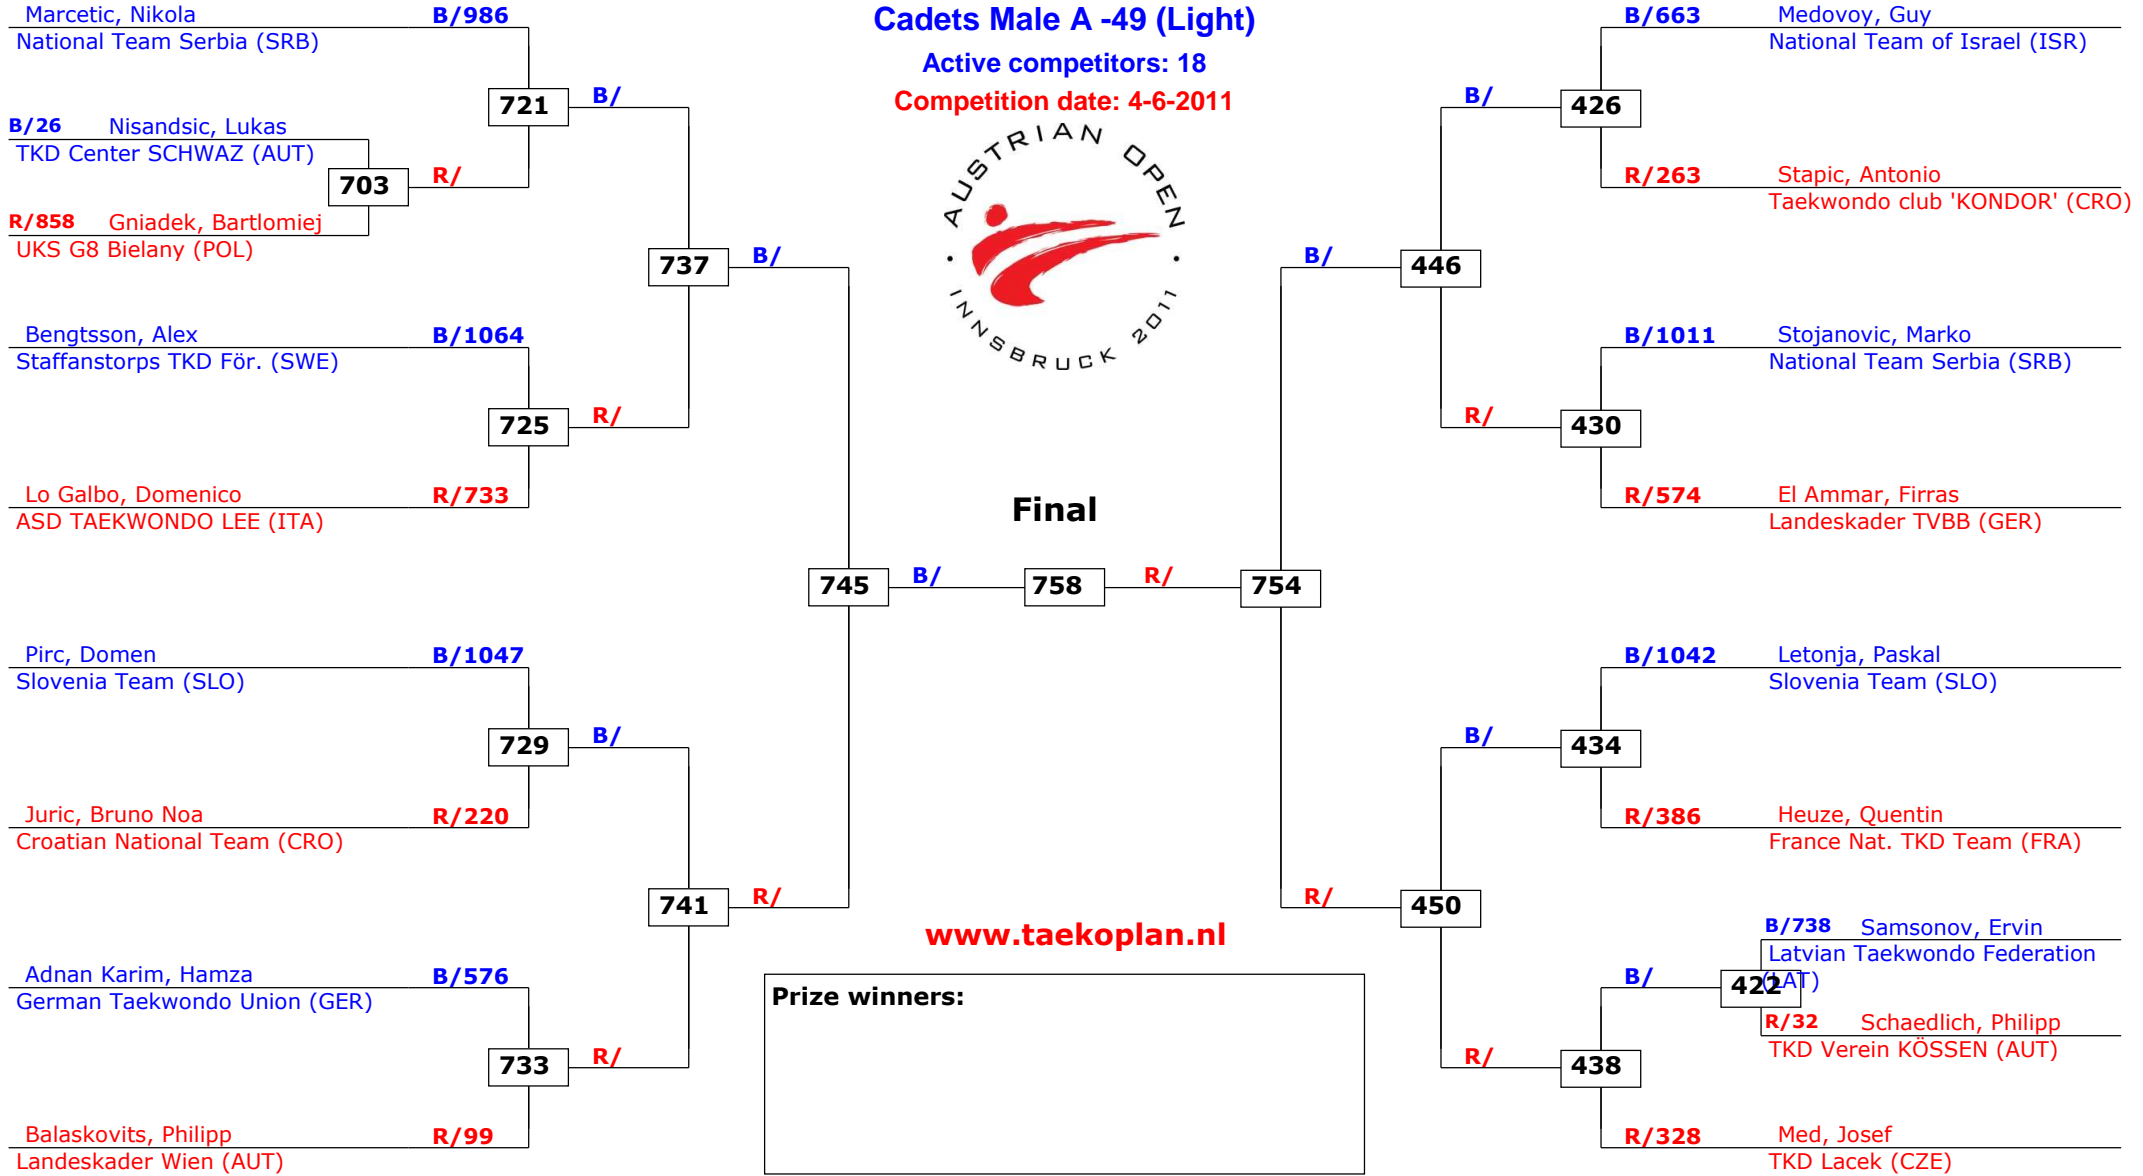 Cadets Male A -49 (Light)
Active competitors: 18
Competition date: 4-6-2011
AUSTRIAN OPEN
• INNSBRUCK 2011 •
Marcetic, Nikola B/986
National Team Serbia (SRB)
721 B/
B/26 Nisandsic, Lukas
TKD Center SCHWAZ (AUT)
703 R/
R/858 Gniadek, Bartlomiej
UKS G8 Bielany (POL)
737 B/
Bengtsson, Alex B/1064
Staffanstorps TKD För. (SWE)
725 R/
Lo Galbo, Domenico R/733
ASD TAEKWONDO LEE (ITA)
Final
745 B/ 758 R/ 754
Pirc, Domen B/1047
Slovenia Team (SLO)
729 B/
Juric, Bruno Noa R/220
Croatian National Team (CRO)
741 R/
Adnan Karim, Hamza B/576
German Taekwondo Union (GER)
733 R/
Balaskovits, Philipp R/99
Landeskader Wien (AUT)
B/663 Medovoy, Guy
National Team of Israel (ISR)
B/ 426
R/263 Stapic, Antonio
Taekwondo club 'KONDOR' (CRO)
B/ 446
B/1011 Stojanovic, Marko
National Team Serbia (SRB)
R/ 430
R/574 El Ammar, Firras
Landeskader TVBB (GER)
B/1042 Letonja, Paskal
Slovenia Team (SLO)
B/ 434
R/386 Heuze, Quentin
France Nat. TKD Team (FRA)
R/ 450
B/738 Samsonov, Ervin
Latvian Taekwondo Federation
(LAT)
B/ 422
R/32 Schaedlich, Philipp
TKD Verein KÖSSEN (AUT)
R/ 438
R/328 Med, Josef
TKD Lacek (CZE)
www.taekoplan.nl
Prize winners: